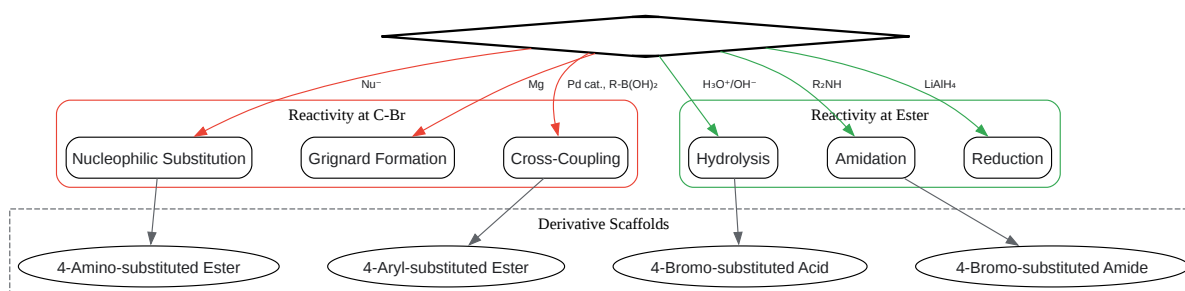 Nu⁻
Mg
Pd cat., R-B(OH)₂
H₃O⁺/OH⁻
R₂NH
LiAlH₄
Reactivity at C-Br
Reactivity at Ester
Nucleophilic Substitution
Grignard Formation
Cross-Coupling
Hydrolysis
Amidation
Reduction
Derivative Scaffolds
4-Amino-substituted Ester
4-Aryl-substituted Ester
4-Bromo-substituted Acid
4-Bromo-substituted Amide